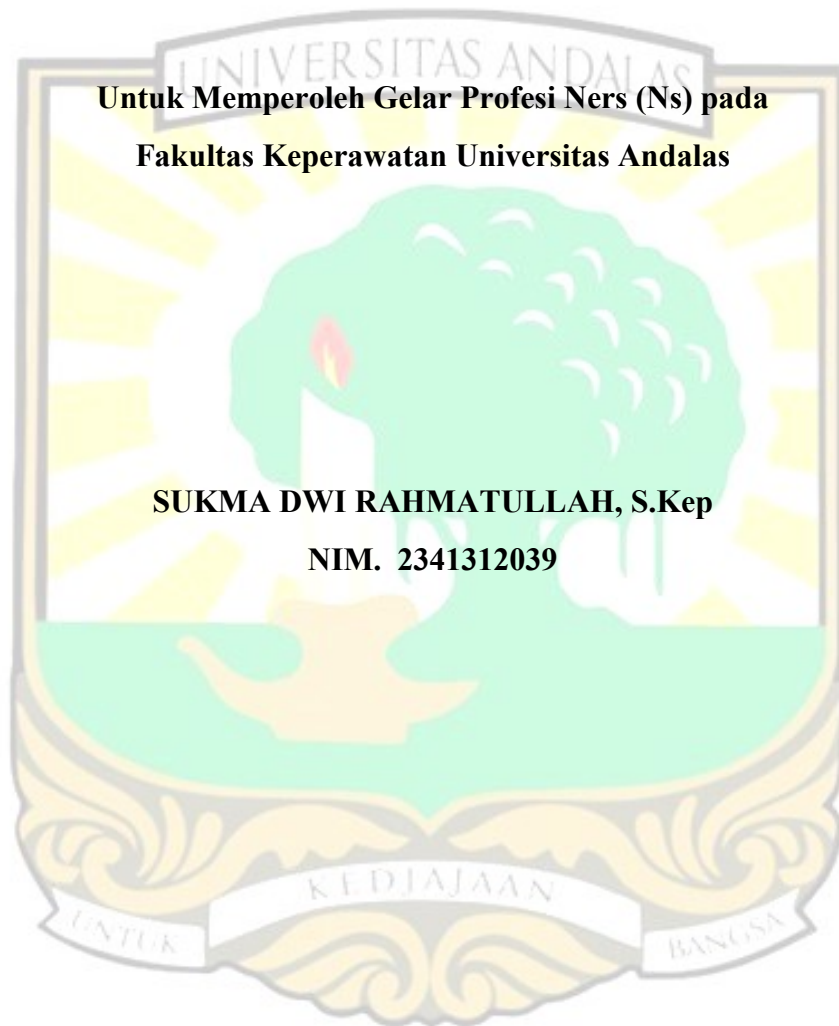 UNIVERSITAS ANDALAS
Untuk Memperoleh Gelar Profesi Ners (Ns) pada
Fakultas Keperawatan Universitas Andalas
SUKMA DWI RAHMATULLAH, S.Kep
NIM. 2341312039
UNTUK KEDJAJAAN BANGSA